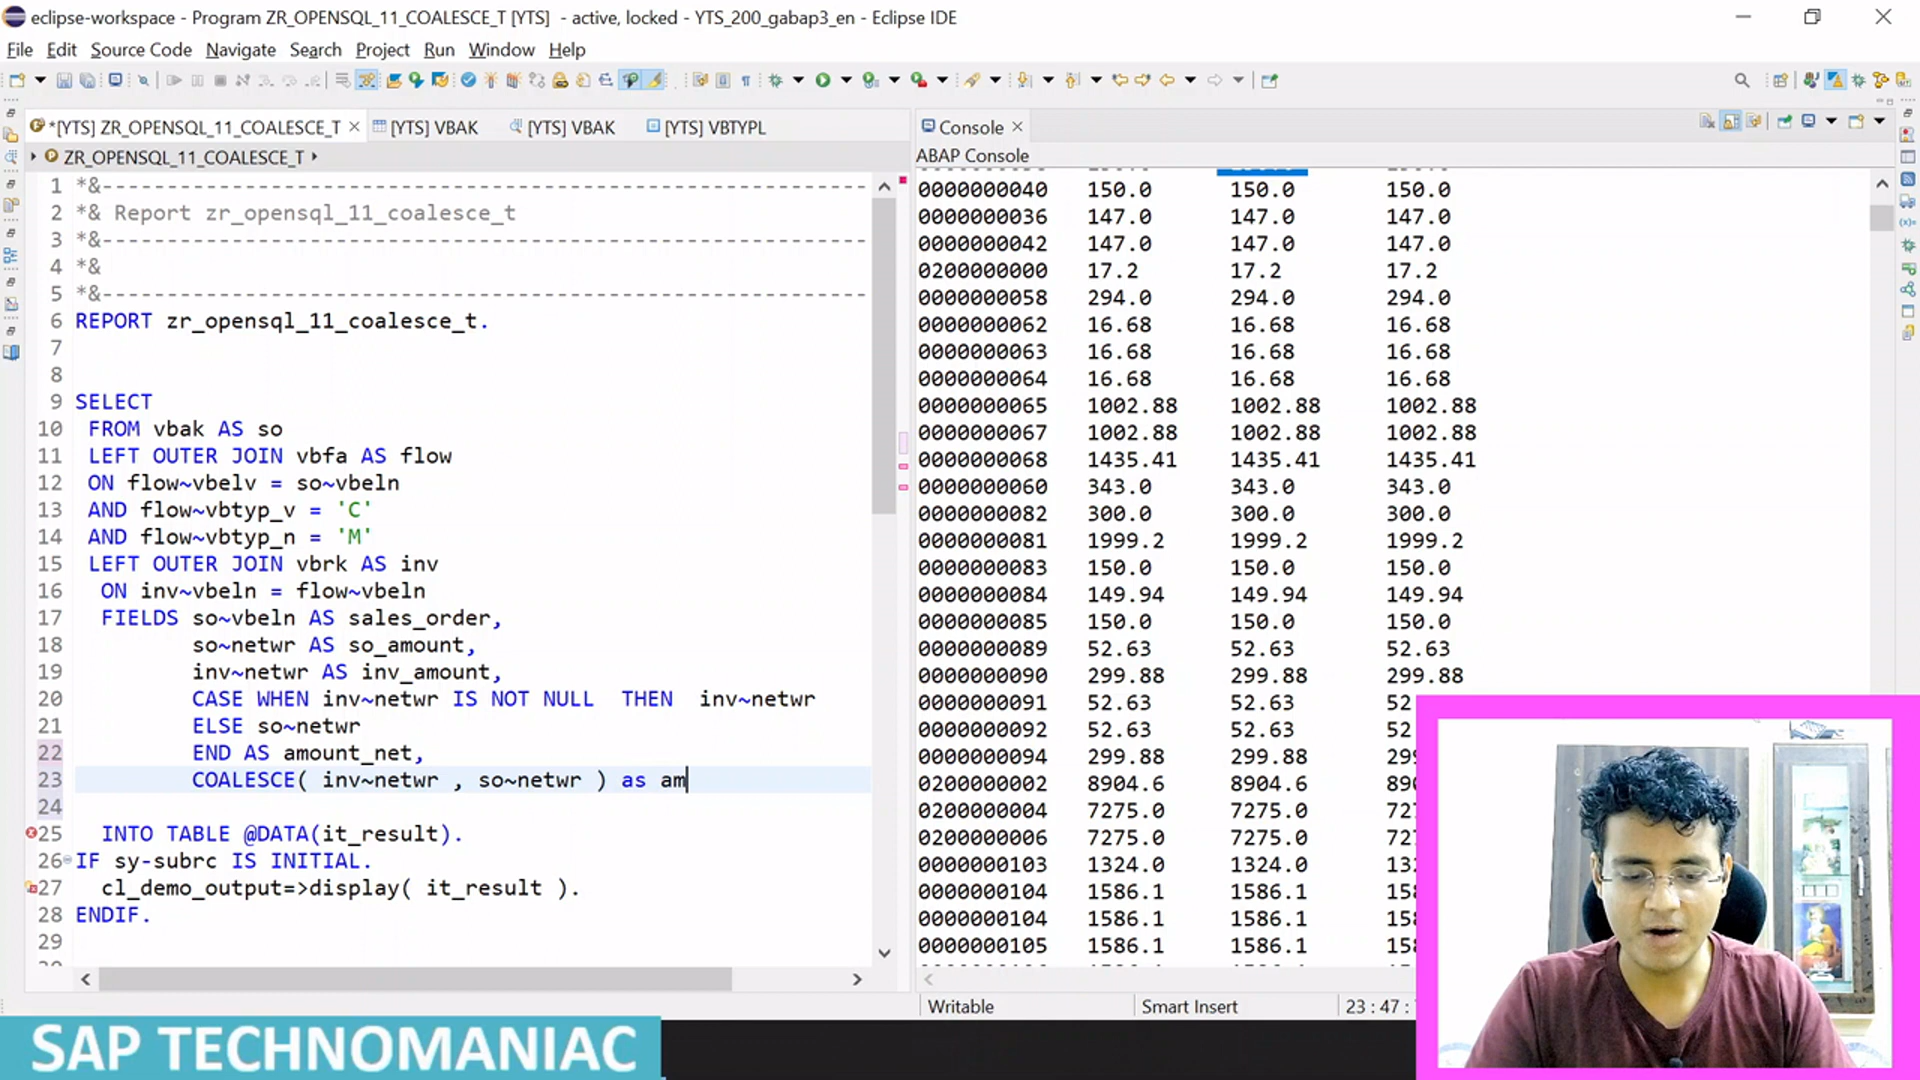 eclipse-workspace - Program ZR_OPENSQL_11_COALESCE_T [YTS] - active, locked - YTS_200_gabap3_en - Eclipse IDE
File Edit Source Code Navigate Search Project Run Window Help
*[YTS] ZR_OPENSQL_11_COALESCE_T [YTS] VBAK [YTS] VBAK [YTS] VBTYPL
ZR_OPENSQL_11_COALESCE_T
1 *&---------------------------------------------------------------------
2 *& Report zr_opensql_11_coalesce_t
3 *&---------------------------------------------------------------------
4 *&
5 *&---------------------------------------------------------------------
6 REPORT zr_opensql_11_coalesce_t.
7
8
9 SELECT
10 FROM vbak AS so
11 LEFT OUTER JOIN vbfa AS flow
12 ON flow~vbelv = so~vbeln
13 AND flow~vbtyp_v = 'C'
14 AND flow~vbtyp_n = 'M'
15 LEFT OUTER JOIN vbrk AS inv
16 ON inv~vbeln = flow~vbeln
17 FIELDS so~vbeln AS sales_order,
18 so~netwr AS so_amount,
19 inv~netwr AS inv_amount,
20 CASE WHEN inv~netwr IS NOT NULL THEN inv~netwr
21 ELSE so~netwr
22 END AS amount_net,
23 COALESCE( inv~netwr , so~netwr ) as am
24
25 INTO TABLE @DATA(it_result).
26 IF sy-subrc IS INITIAL.
27 cl_demo_output=>display( it_result ).
28 ENDIF.
29
Console
ABAP Console
0000000040 150.0 150.0 150.0
0000000036 147.0 147.0 147.0
0000000042 147.0 147.0 147.0
0200000000 17.2 17.2 17.2
0000000058 294.0 294.0 294.0
0000000062 16.68 16.68 16.68
0000000063 16.68 16.68 16.68
0000000064 16.68 16.68 16.68
0000000065 1002.88 1002.88 1002.88
0000000067 1002.88 1002.88 1002.88
0000000068 1435.41 1435.41 1435.41
0000000060 343.0 343.0 343.0
0000000082 300.0 300.0 300.0
0000000081 1999.2 1999.2 1999.2
0000000083 150.0 150.0 150.0
0000000084 149.94 149.94 149.94
0000000085 150.0 150.0 150.0
0000000089 52.63 52.63 52.63
0000000090 299.88 299.88 299.88
0000000091 52.63 52.63 52
0000000092 52.63 52.63 52
0000000094 299.88 299.88 299
0200000002 8904.6 8904.6 890
0200000004 7275.0 7275.0 727
0200000006 7275.0 7275.0 727
0000000103 1324.0 1324.0 132
0000000104 1586.1 1586.1 158
0000000104 1586.1 1586.1 158
0000000105 1586.1 1586.1 158
Writable Smart Insert 23 : 47 :
SAP TECHNOMANIAC